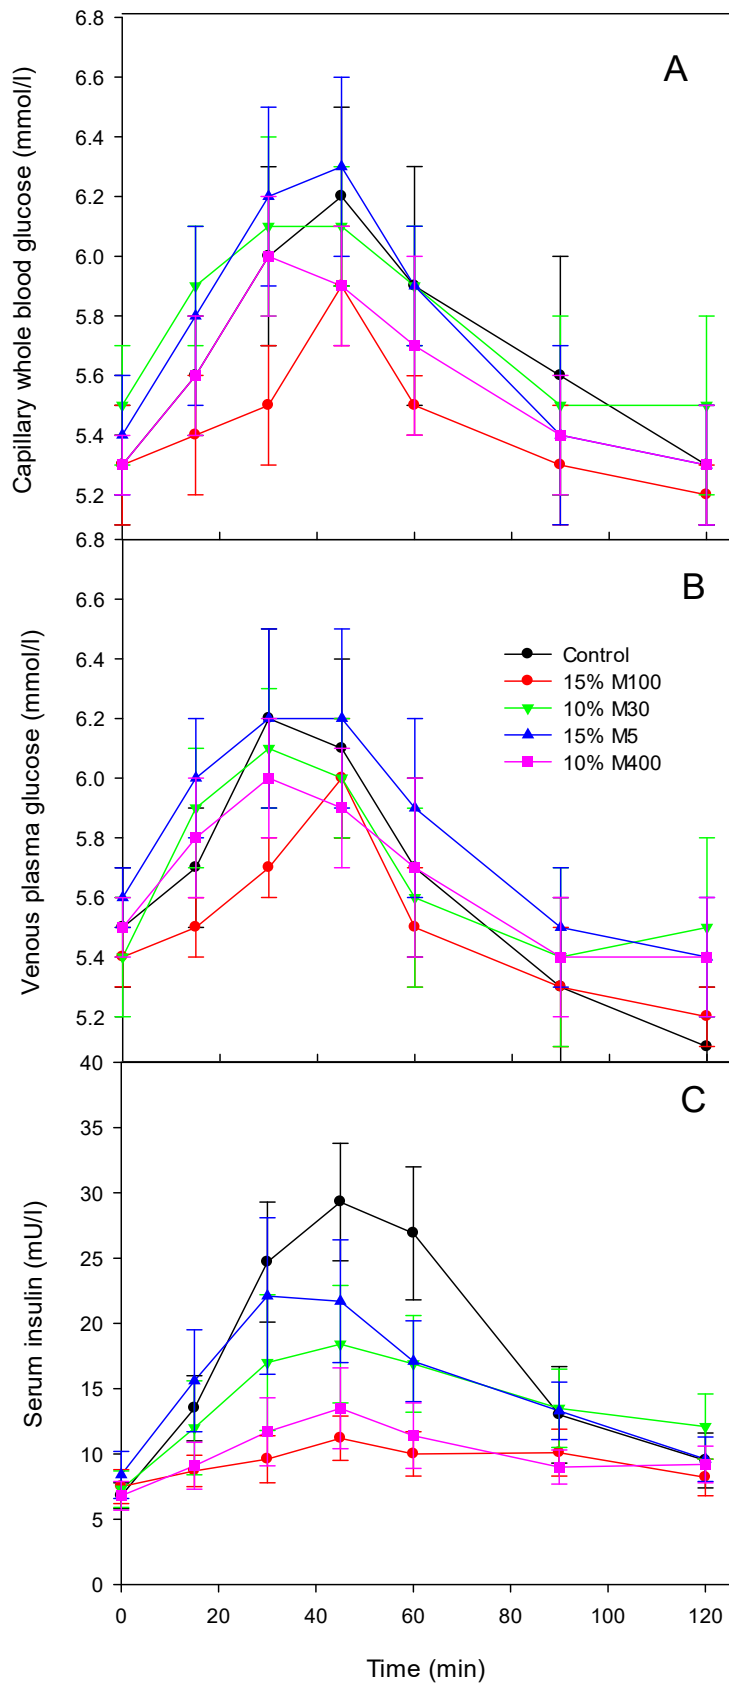 A
Capillary whole blood glucose (mmol/l)
6.8
6.6
6.4
6.2
6.0
5.8
5.6
5.4
5.2
B
Venous plasma glucose (mmol/l)
6.8
6.6
6.4
6.2
6.0
5.8
5.6
5.4
5.2
Control
15% M100
10% M30
15% M5
10% M400
C
Serum insulin (mU/l)
40
35
30
25
20
15
10
5
0
0 20 40 60 80 100 120
Time (min)